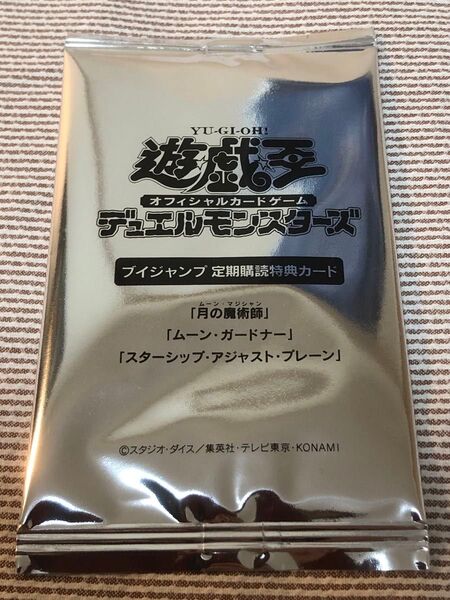 YU-GI-OH!
遊戯王
オフィシャルカードゲーム
デュエルモンスターズ
ブイジャンプ 定期購読特典カード
ムーン・マジシャン
「月の魔術師」
「ムーン・ガードナー」
「スターシップ・アジャスト・プレーン」
©スタジオ・ダイス／集英社・テレビ東京・KONAMI